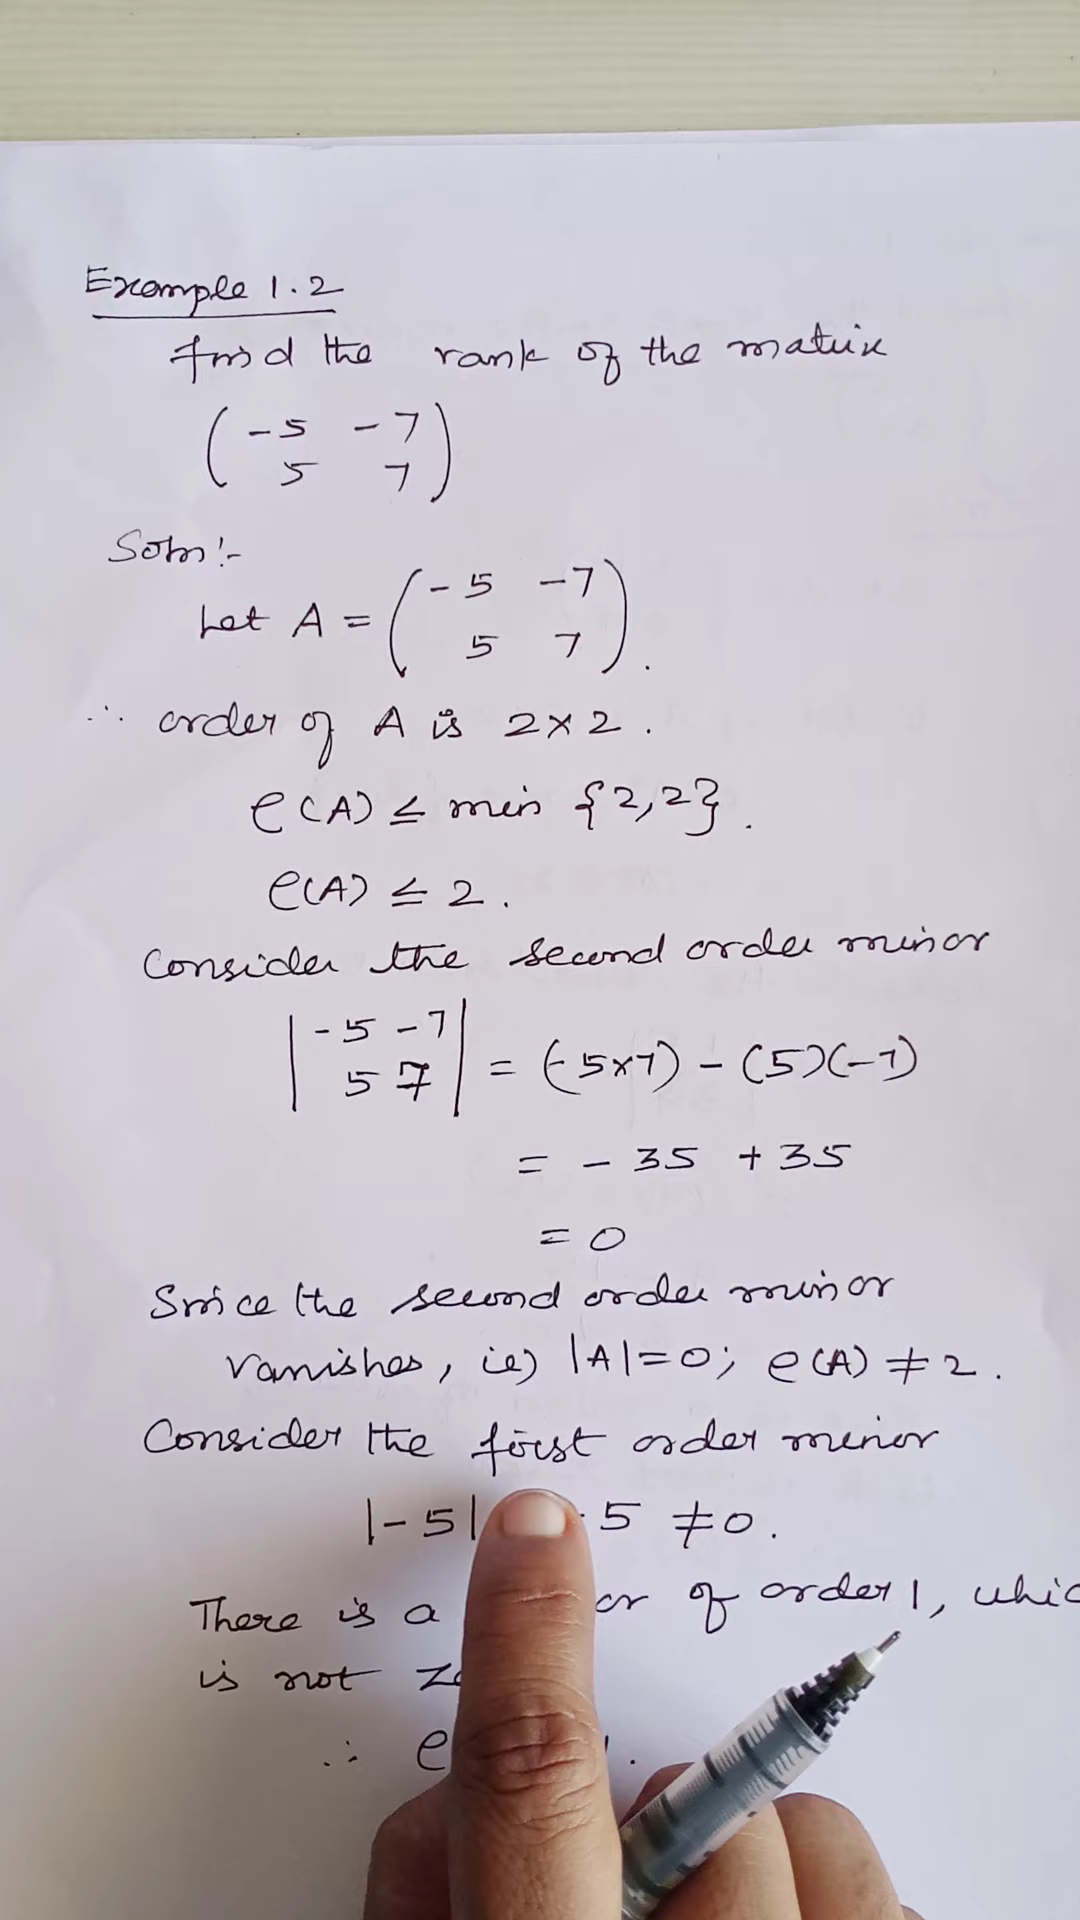 Example 1.2
find the rank of the matrix
( -5 -7
5 7 )
Soln:-
Let A = ( -5 -7
5 7 ).
∴ order of A is 2×2.
ρ(A) ≤ min {2,2}.
ρ(A) ≤ 2.
Consider the second order minor
| -5 -7
5 7 | = (-5×7) - (5)(-7)
= - 35 + 35
= 0
Since the second order minor
vanishes, ie) |A| = 0; ρ(A) ≠ 2.
Consider the first order minor
|-5| 5 ≠ 0.
There is a or of order 1, whic
is not
∴ ρ